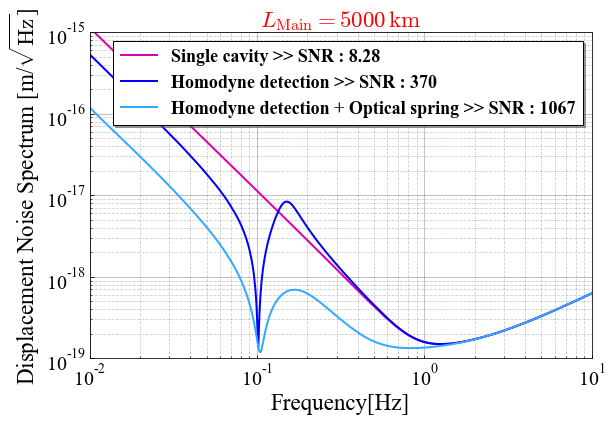 L_Main = 5000 km
Single cavity >> SNR : 8.28
Homodyne detection >> SNR : 370
Homodyne detection + Optical spring >> SNR : 1067
Displacement Noise Spectrum [m/√Hz]
10^-15
10^-16
10^-17
10^-18
10^-19
10^-2
10^-1
10^0
10^1
Frequency[Hz]